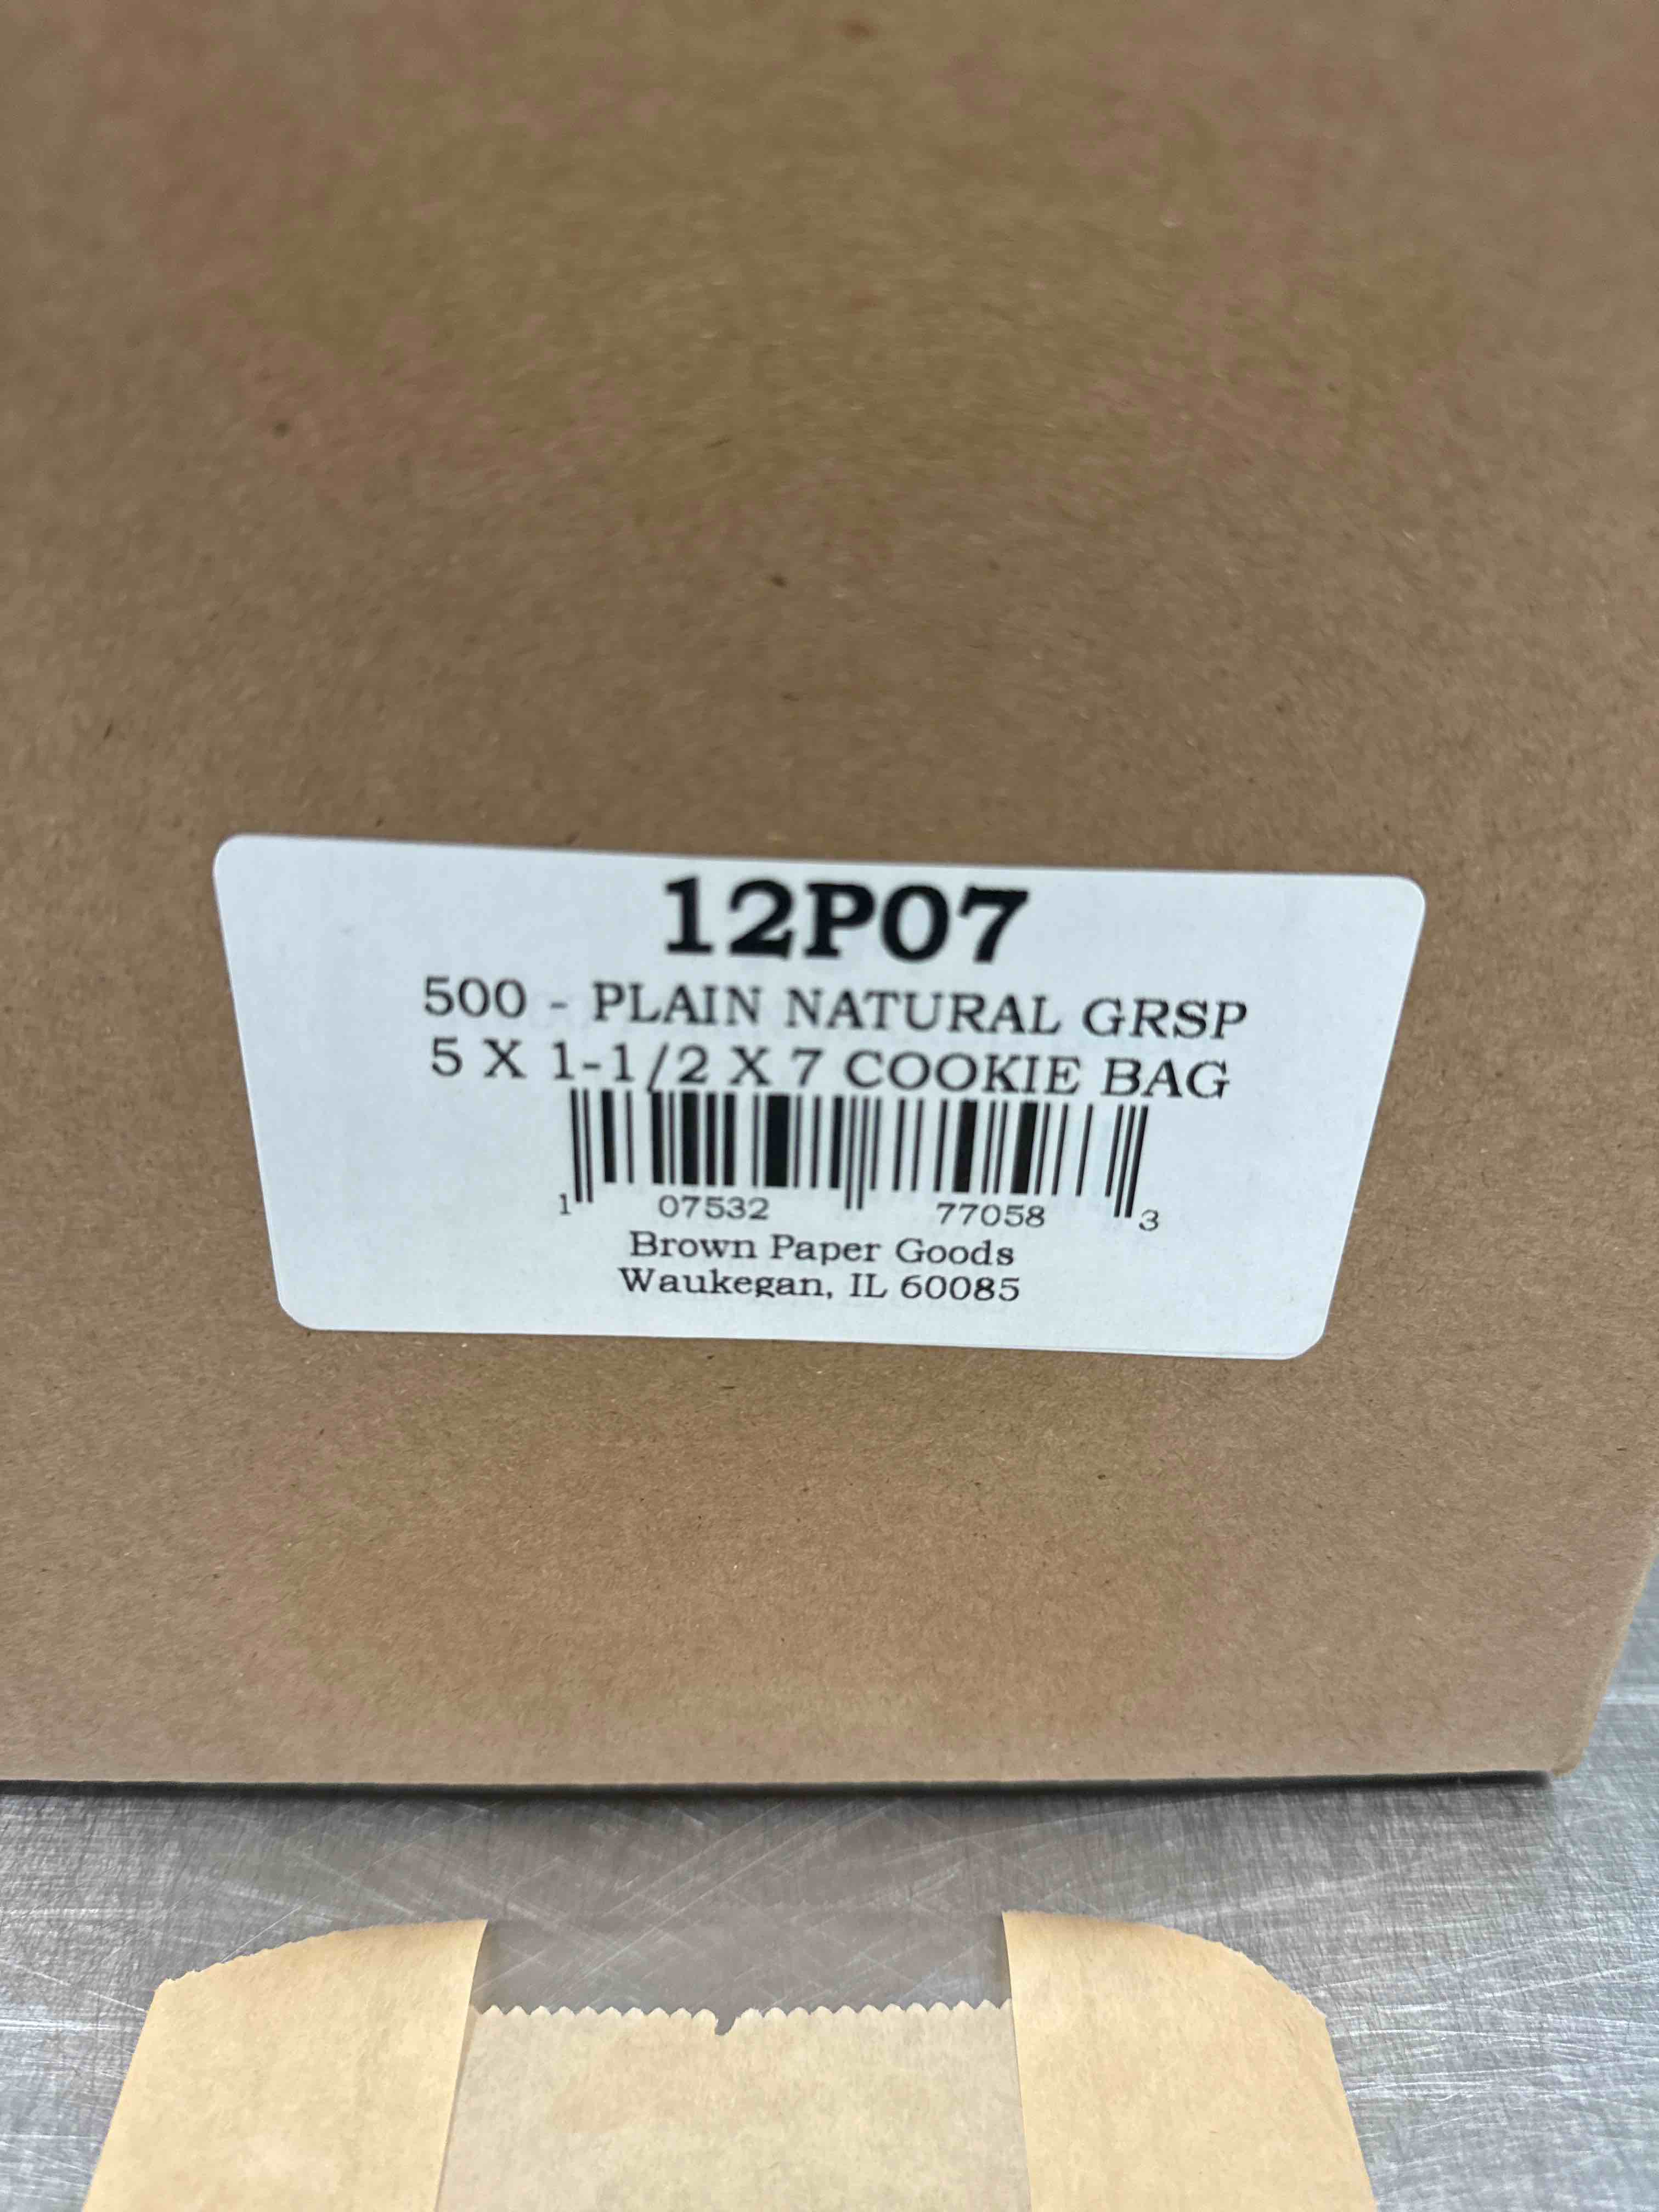 12P07
500 - PLAIN NATURAL GRSP
5 X 1-1/2 X 7 COOKIE BAG
1 07532 77058 3
Brown Paper Goods
Waukegan, IL 60085